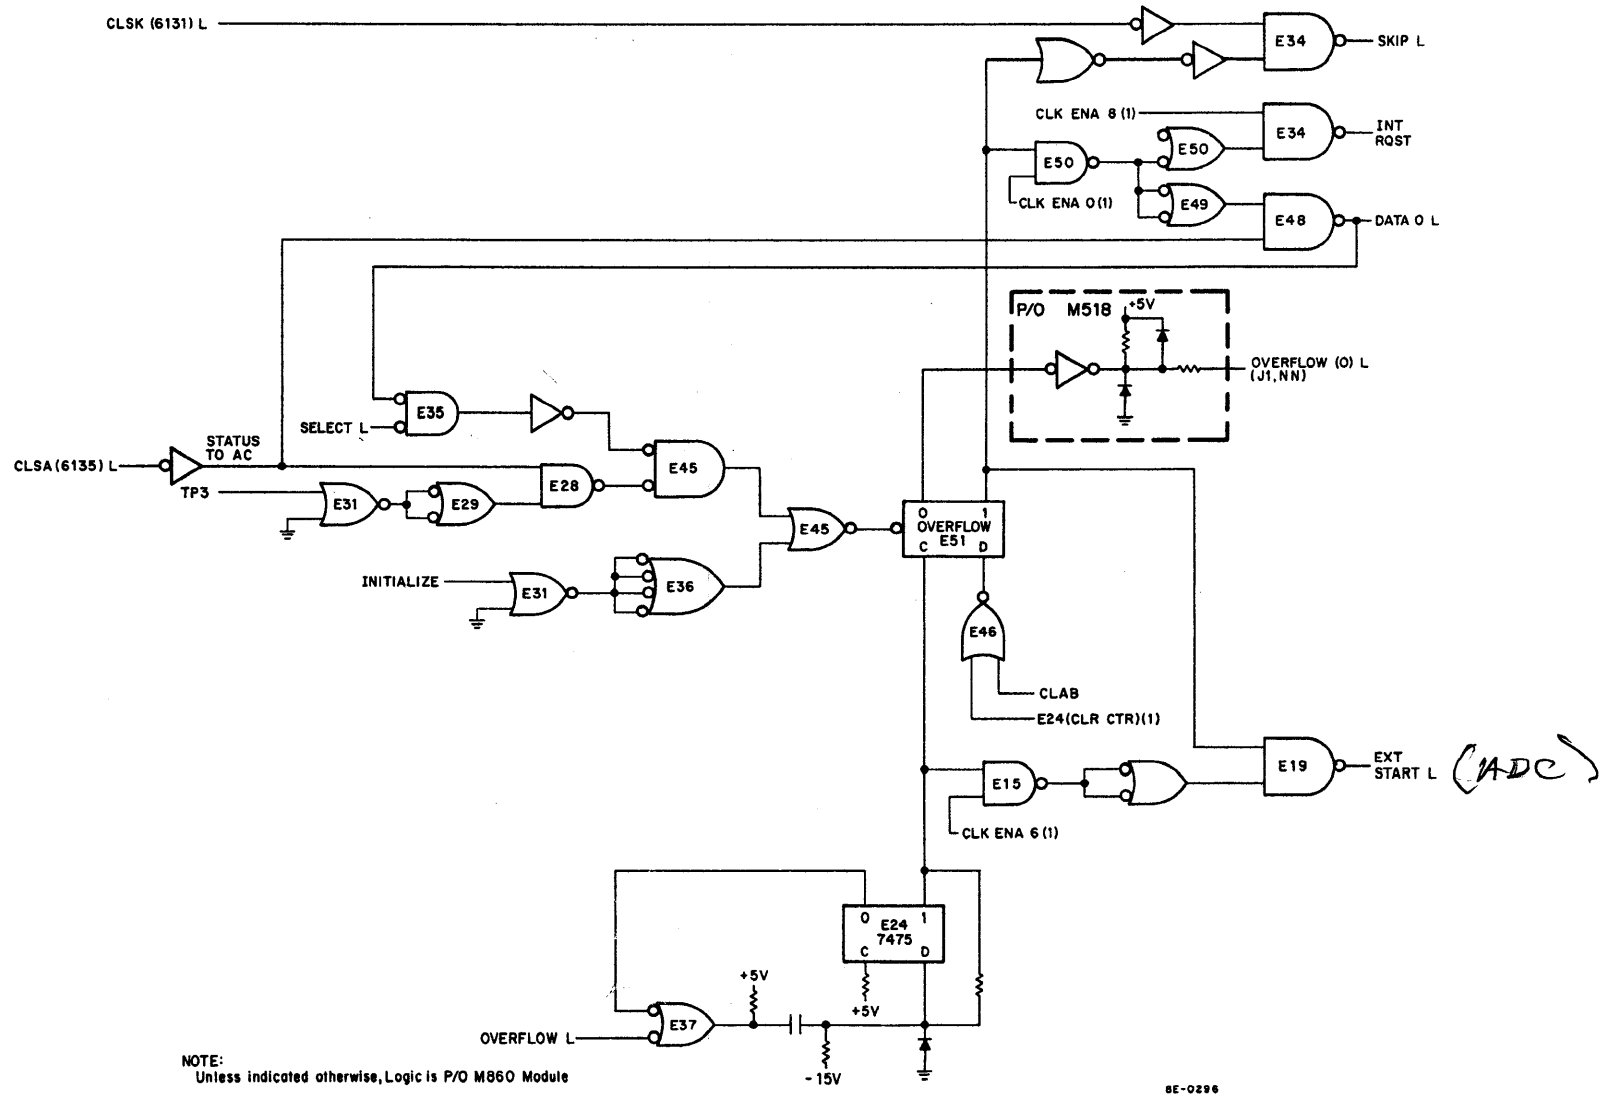 CLSK (6131) L
E34
SKIP L
CLK ENA 8 (1)
E34
INT
RQST
E50
E50
CLK ENA 0 (1)
E49
E48
DATA 0 L
P/O M518
+5V
OVERFLOW (0) L
(J1, NN)
E35
SELECT L
STATUS
TO AC
CLSA (6135) L
E45
E28
TP3
E31
E29
E45
0 1
OVERFLOW
E51
C D
INITIALIZE
E31
E36
E46
CLAB
E24 (CLR CTR) (1)
E15
E19
EXT
START L
(ADC)
CLK ENA 6 (1)
0 1
E24
7475
C D
+5V
+5V
E37
OVERFLOW L
-15V
NOTE:
Unless indicated otherwise, Logic is P/O M860 Module
8E-0296